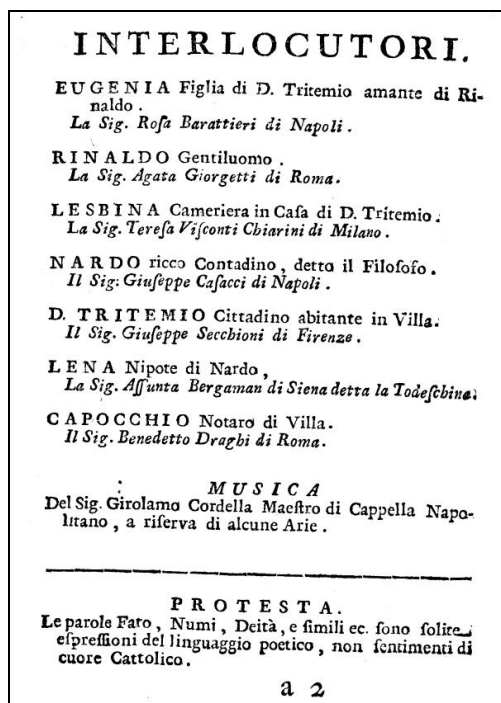 INTERLOCUTORI.
EUGENIA Figlia di D. Tritemio amante di Ri-
naldo.
La Sig. Roſa Barattieri di Napoli.
RINALDO Gentiluomo.
La Sig. Agata Giorgetti di Roma.
LESBINA Cameriera in Caſa di D. Tritemio.
La Sig. Tereſa Viſconti Chiarini di Milano.
NARDO ricco Contadino, detto il Filoſofo.
Il Sig. Giuſeppe Caſacci di Napoli.
D. TRITEMIO Cittadino abitante in Villa.
Il Sig. Giuſeppe Secchioni di Firenze.
LENA Nipote di Nardo,
La Sig. Aſſunta Bergaman di Siena detta la Todeſchina.
CAPOCCHIO Notaro di Villa.
Il Sig. Benedetto Draghi di Roma.
MUSICA
Del Sig. Girolamo Cordella Maeſtro di Cappella Napo-
litano, a riſerva di alcune Arie.
PROTESTA.
Le parole Fato, Numi, Deità, e ſimili ec. ſono ſolite
eſpreſſioni del linguaggio poetico, non ſentimenti di
cuore Cattolico.
a 2